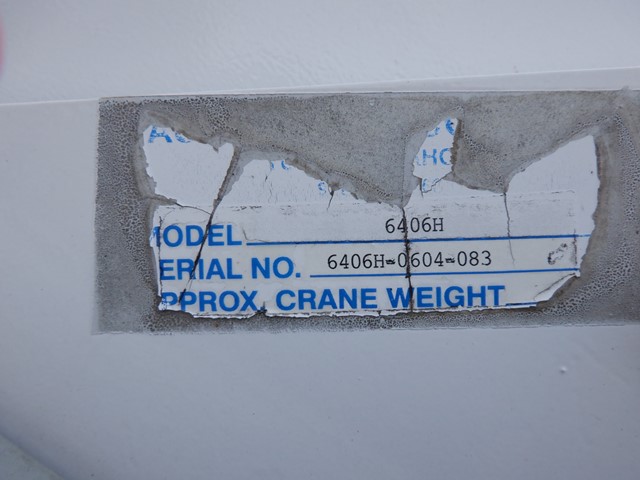 ODEL 6406H
ERIAL NO. 6406H-0604-083
PPROX. CRANE WEIGHT